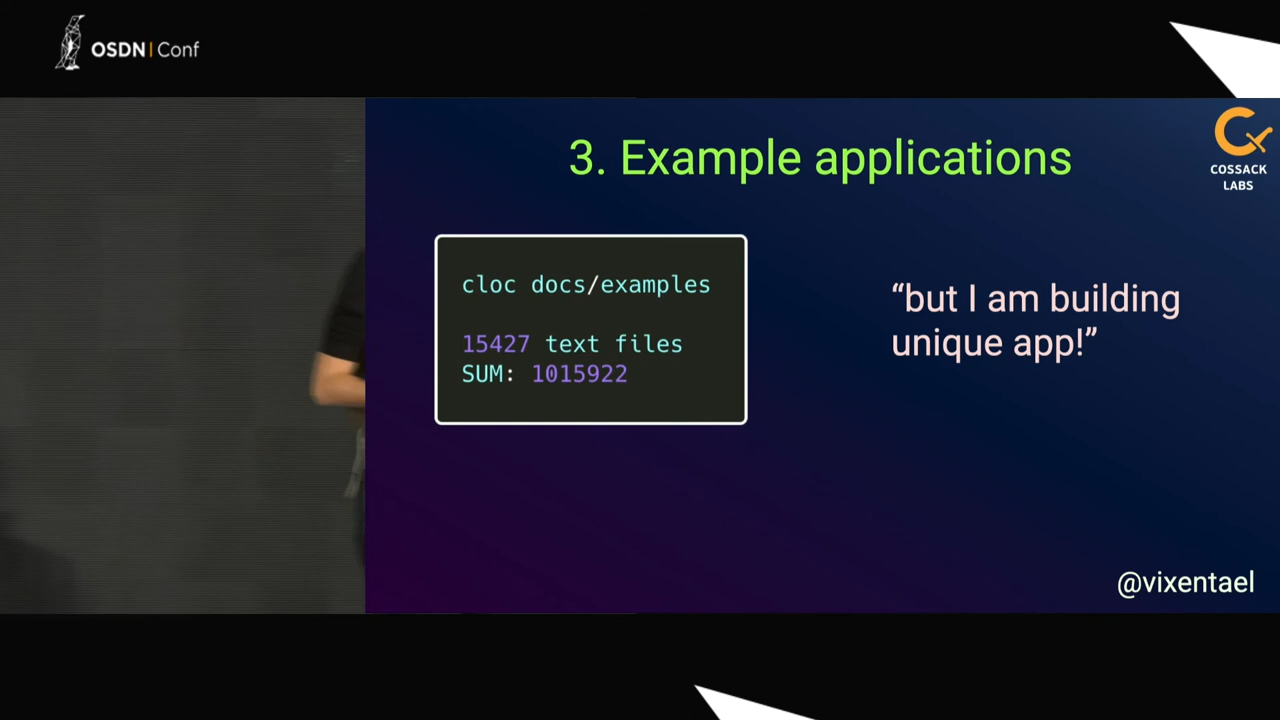 OSDN | Conf
3. Example applications
COSSACK
LABS
cloc docs/examples
15427 text files
SUM: 1015922
“but I am building
unique app!”
@vixentael